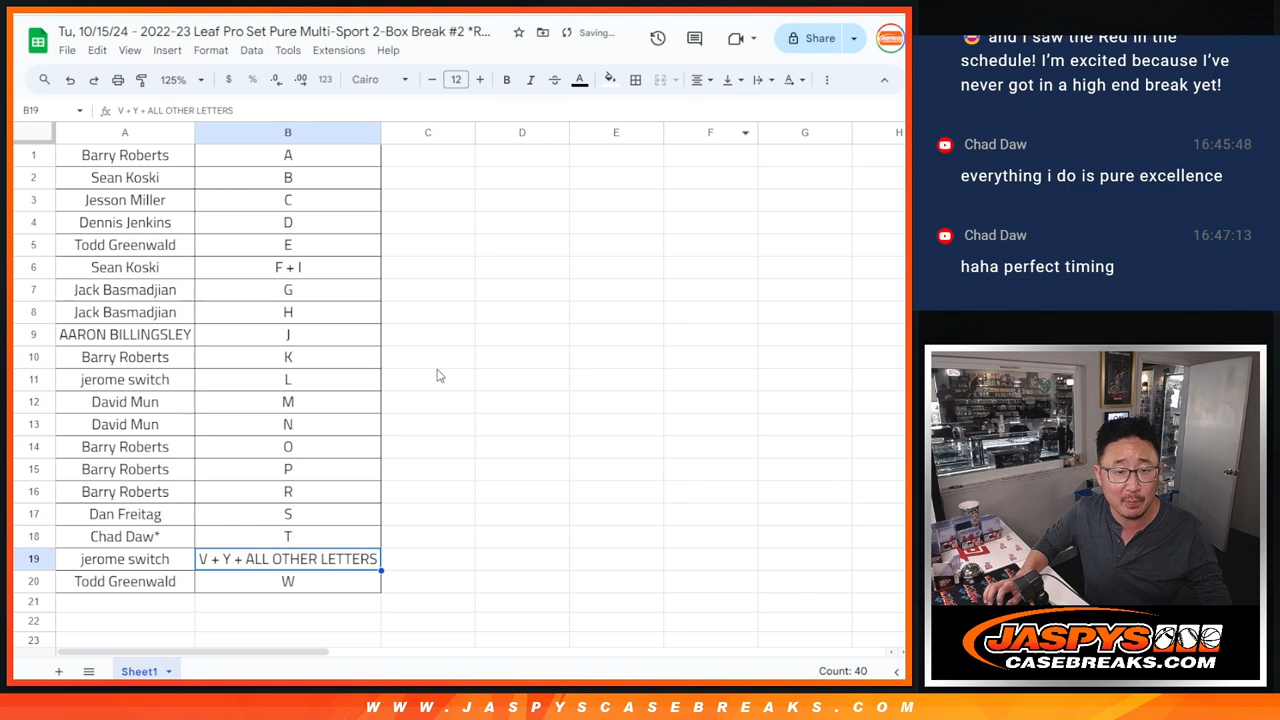 Tu, 10/15/24 - 2022-23 Leaf Pro Set Pure Multi-Sport 2-Box Break #2 *R...
Saving...
Share
File Edit View Insert Format Data Tools Extensions Help
125% $ % .0 .00 123 Cairo 12 B I A
B19 fx V + Y + ALL OTHER LETTERS
A B C D E F G H
1 Barry Roberts A
2 Sean Koski B
3 Jesson Miller C
4 Dennis Jenkins D
5 Todd Greenwald E
6 Sean Koski F + I
7 Jack Basmadjian G
8 Jack Basmadjian H
9 AARON BILLINGSLEY J
10 Barry Roberts K
11 jerome switch L
12 David Mun M
13 David Mun N
14 Barry Roberts O
15 Barry Roberts P
16 Barry Roberts R
17 Dan Freitag S
18 Chad Daw* T
19 jerome switch V + Y + ALL OTHER LETTERS
20 Todd Greenwald W
21
22
23
Sheet1
Count: 40
and I saw the Red in the
schedule! I'm excited because I've
never got in a high end break yet!
Chad Daw 16:45:48
everything i do is pure excellence
Chad Daw 16:47:13
haha perfect timing
JASPYS
CASEBREAKS.COM
WWW.JASPYSCASEBREAKS.COM